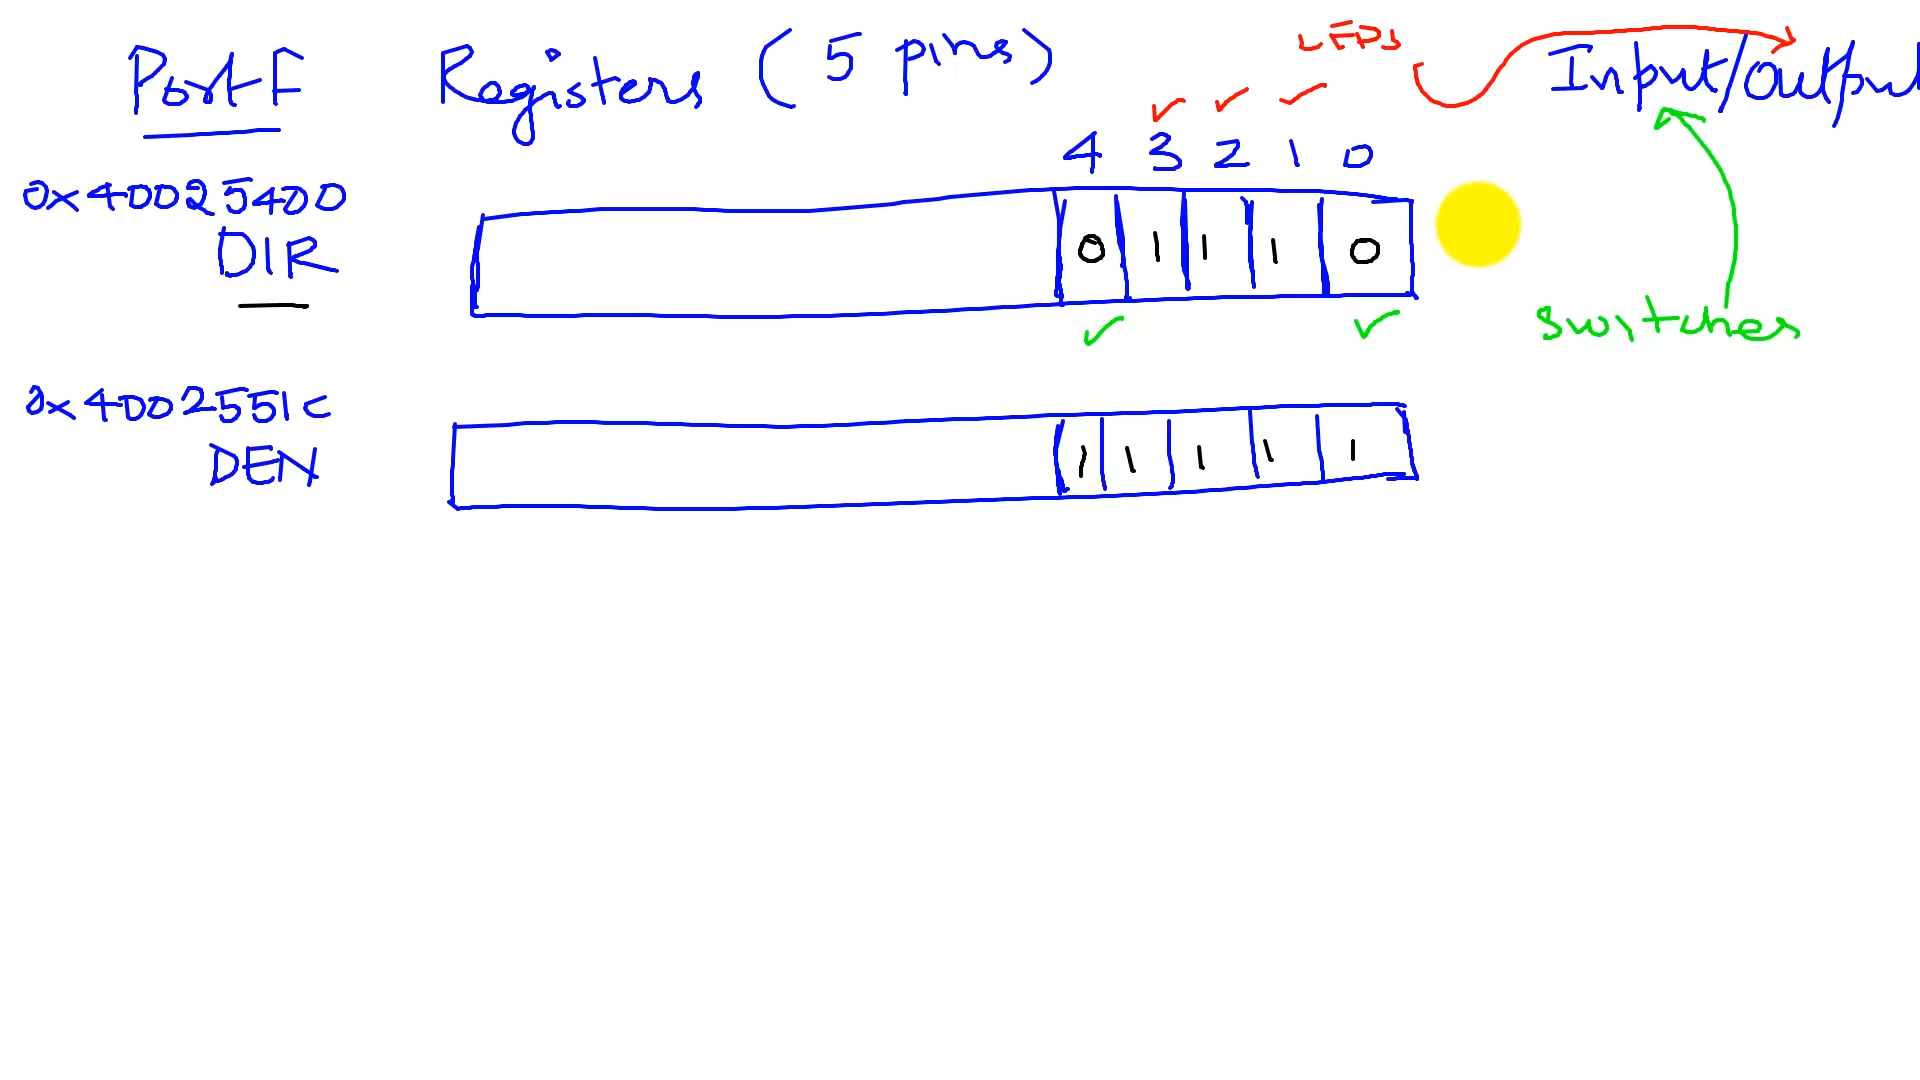 Port F Registers (5 pins) LEDs Input/Output
4 3 2 1 0
0x40025400
DIR 0 1 1 1 0
switches
0x4002551C
DEN 1 1 1 1 1